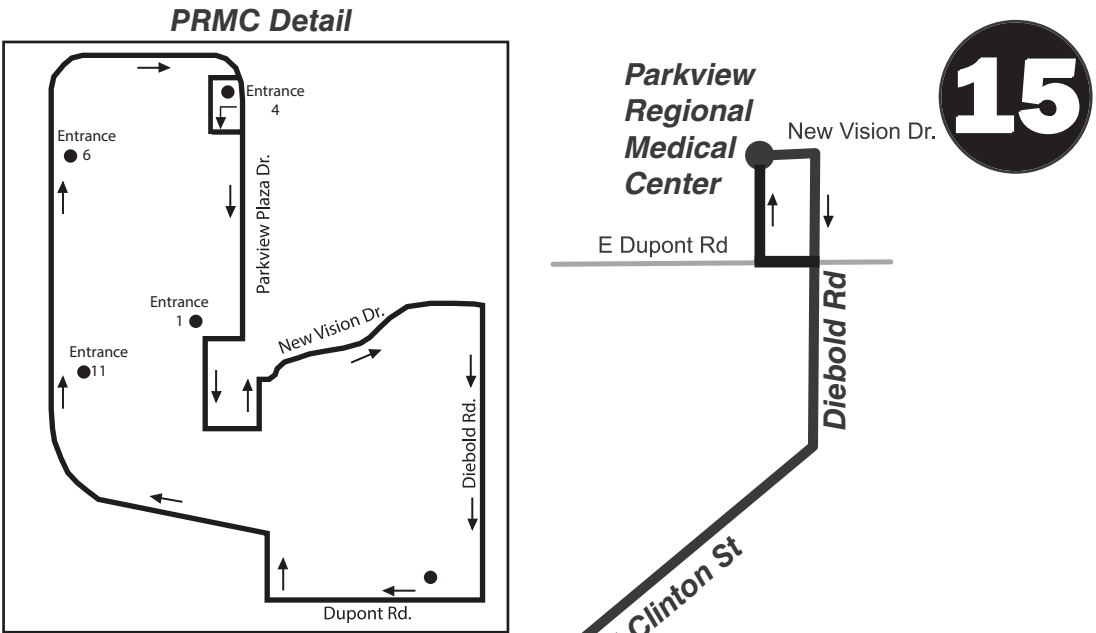 PRMC Detail
Entrance
4
Entrance
6
Parkview Plaza Dr.
Entrance
1
Entrance
11
New Vision Dr.
Diebold Rd.
Dupont Rd.
Parkview
Regional
Medical
Center
15
New Vision Dr.
E Dupont Rd
Diebold Rd
Clinton St